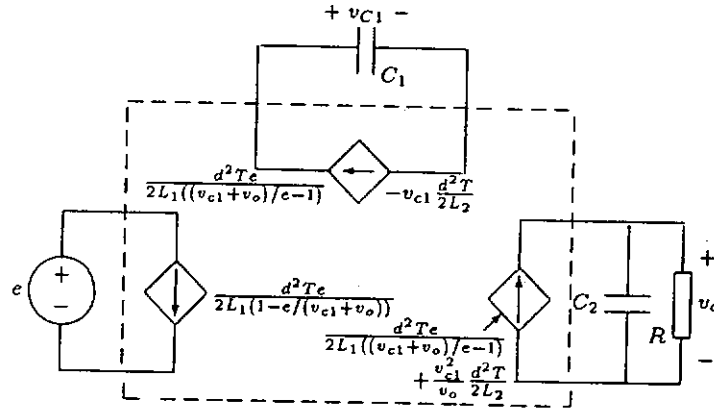 + v_{C1} −
C_1
\frac{d^2Te}{2L_1((v_{c1}+v_o)/e−1)} −v_{c1} \frac{d^2T}{2L_2}
e + −
\frac{d^2Te}{2L_1(1−e/(v_{c1}+v_o))}
C_2
R
+ v_o −
\frac{d^2Te}{2L_1((v_{c1}+v_o)/e−1)}
+ \frac{v_{c1}^2}{v_o} \frac{d^2T}{2L_2}